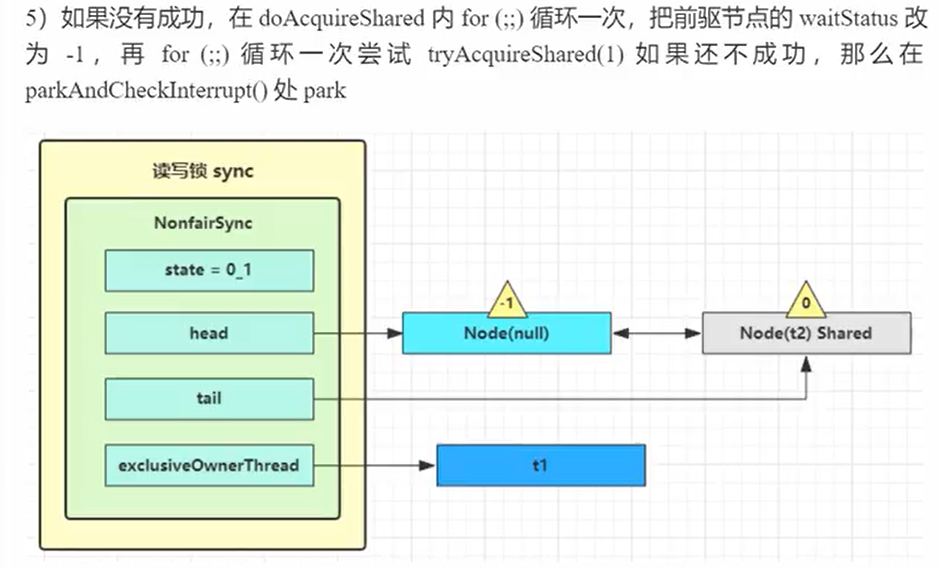 5）如果没有成功，在 doAcquireShared 内 for (;;) 循环一次，把前驱节点的 waitStatus 改
为 -1，再 for (;;) 循环一次尝试 tryAcquireShared(1) 如果还不成功，那么在
parkAndCheckInterrupt() 处 park
读写锁 sync
NonfairSync
state = 0_1
head
tail
exclusiveOwnerThread
-1
Node(null)
0
Node(t2) Shared
t1